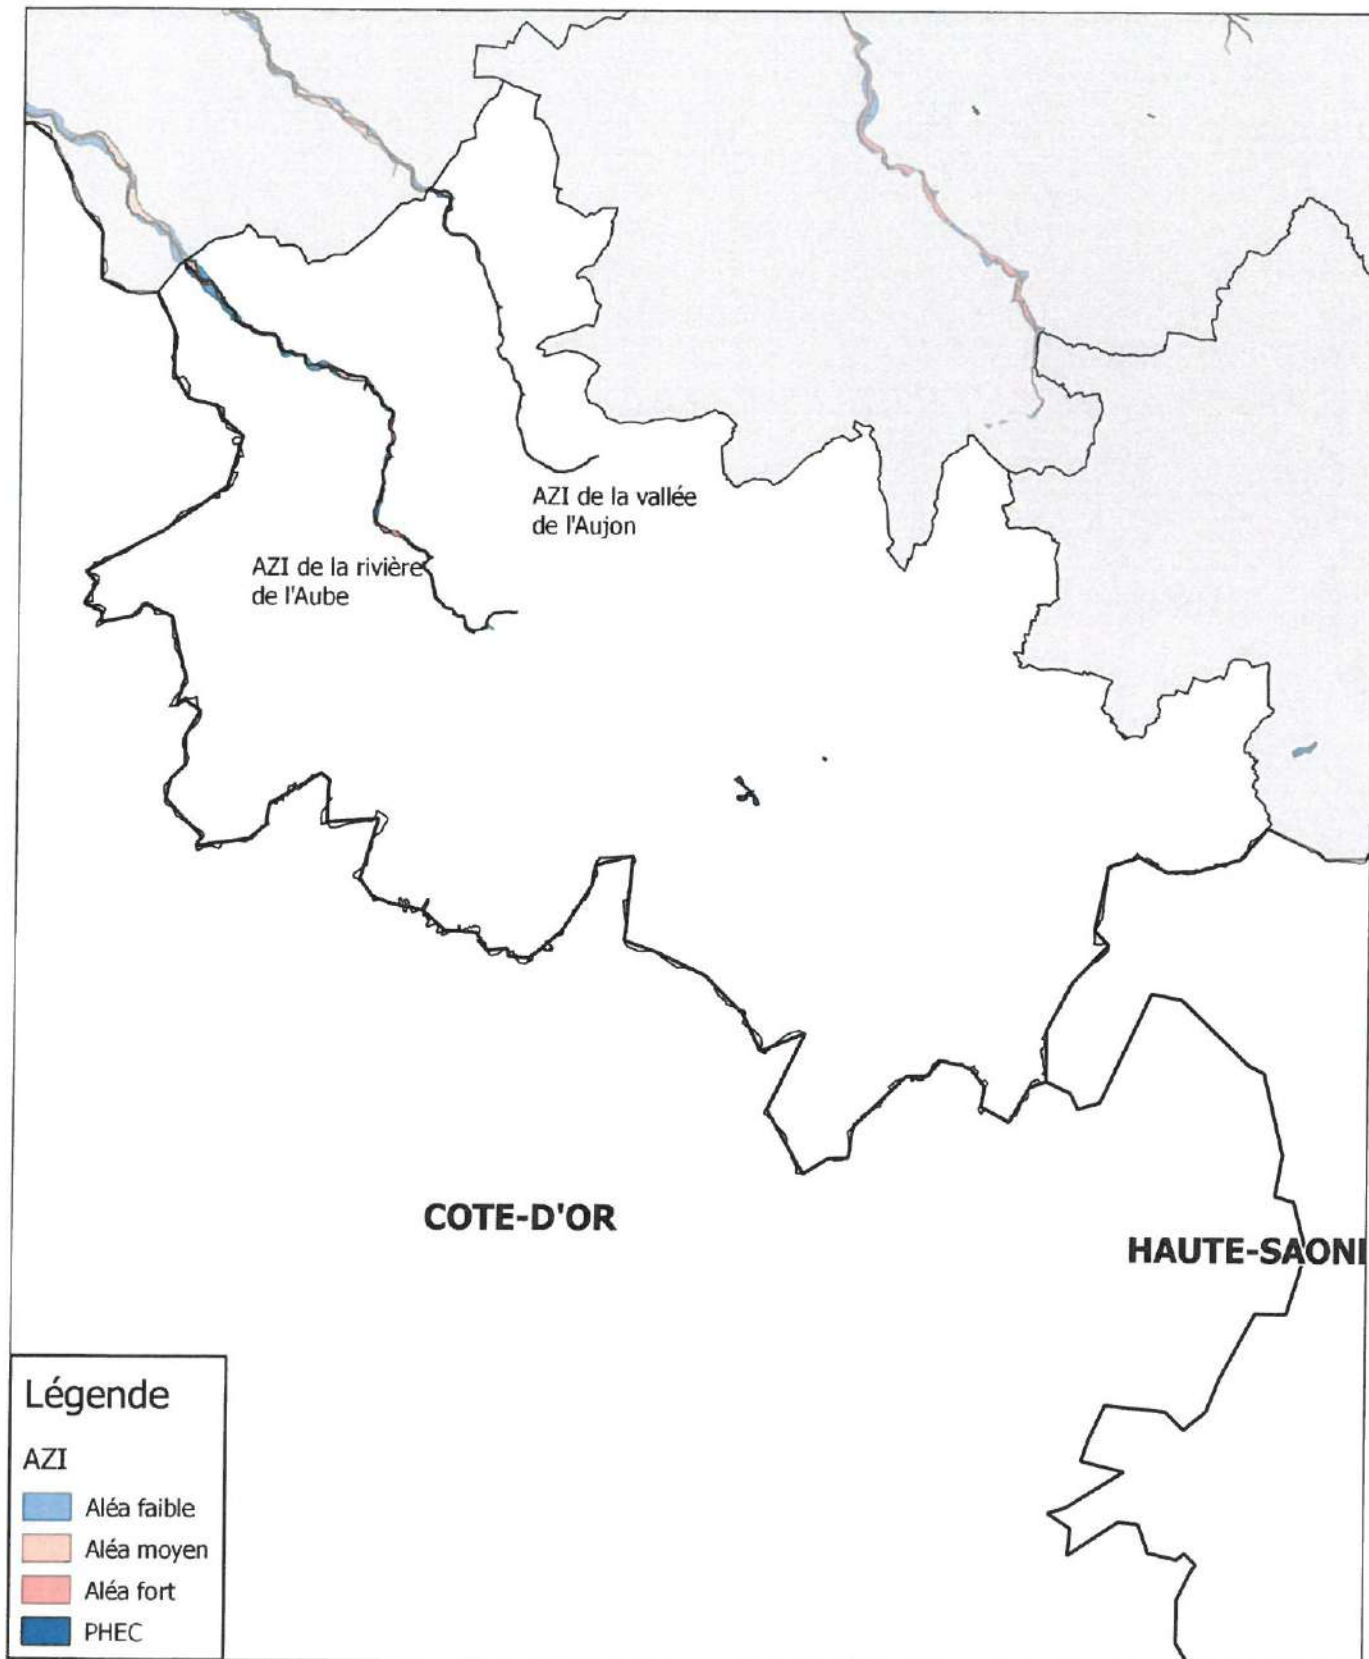 AZI de la vallée
de l'Aujon
AZI de la rivière
de l'Aube
COTE-D'OR
HAUTE-SAONI
Légende
AZI
Aléa faible
Aléa moyen
Aléa fort
PHEC